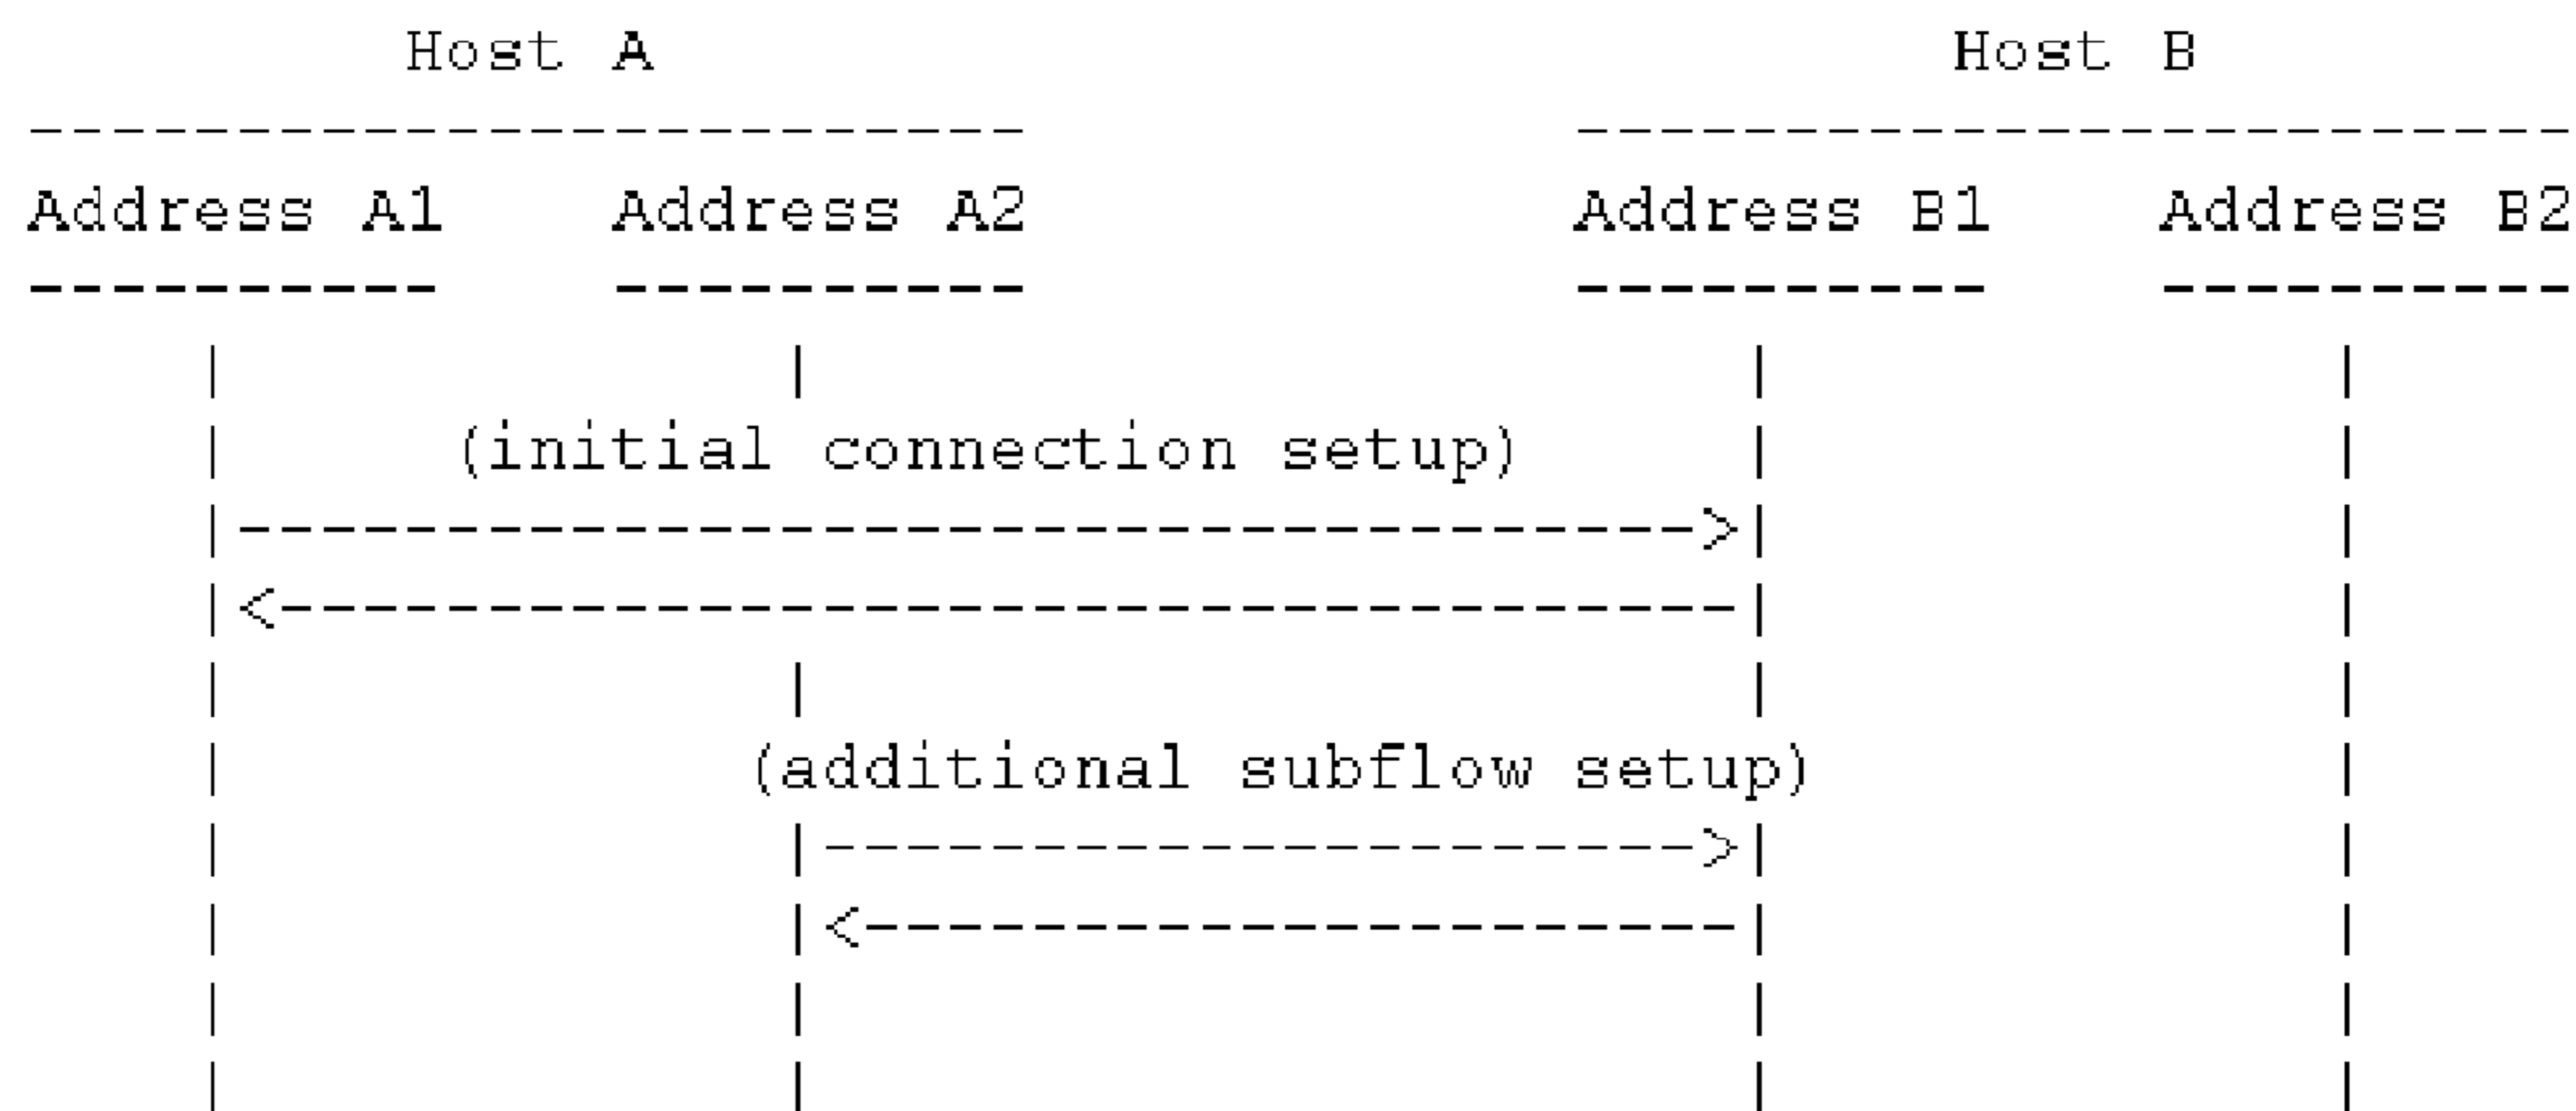 Host A Host B
Address A1 Address A2 Address B1 Address B2
(initial connection setup)
(additional subflow setup)